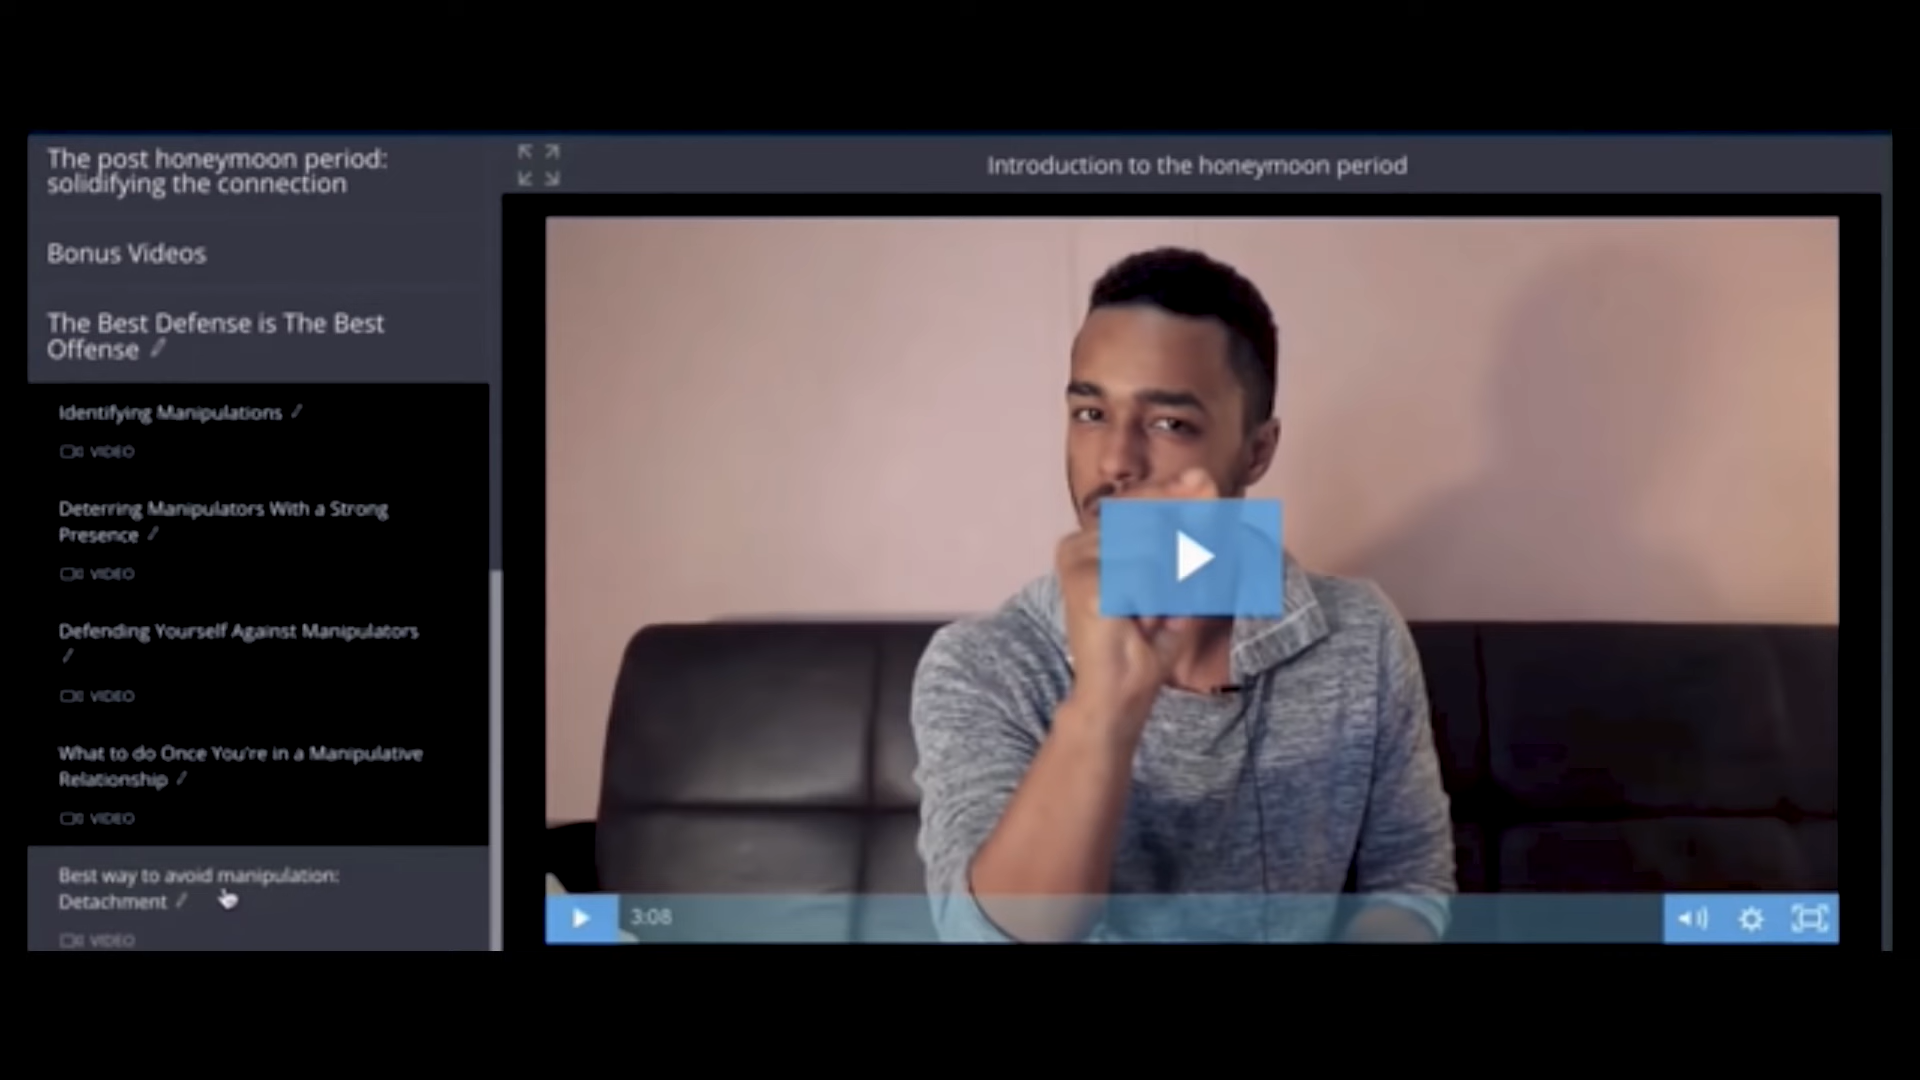 The post honeymoon period:
solidifying the connection
Bonus Videos
The Best Defense is The Best
Offense
Identifying Manipulations
VIDEO
Deterring Manipulators With a Strong
Presence
VIDEO
Defending Yourself Against Manipulators
VIDEO
What to do Once You're in a Manipulative
Relationship
VIDEO
Best way to avoid manipulation:
Detachment
VIDEO
Introduction to the honeymoon period
3:08